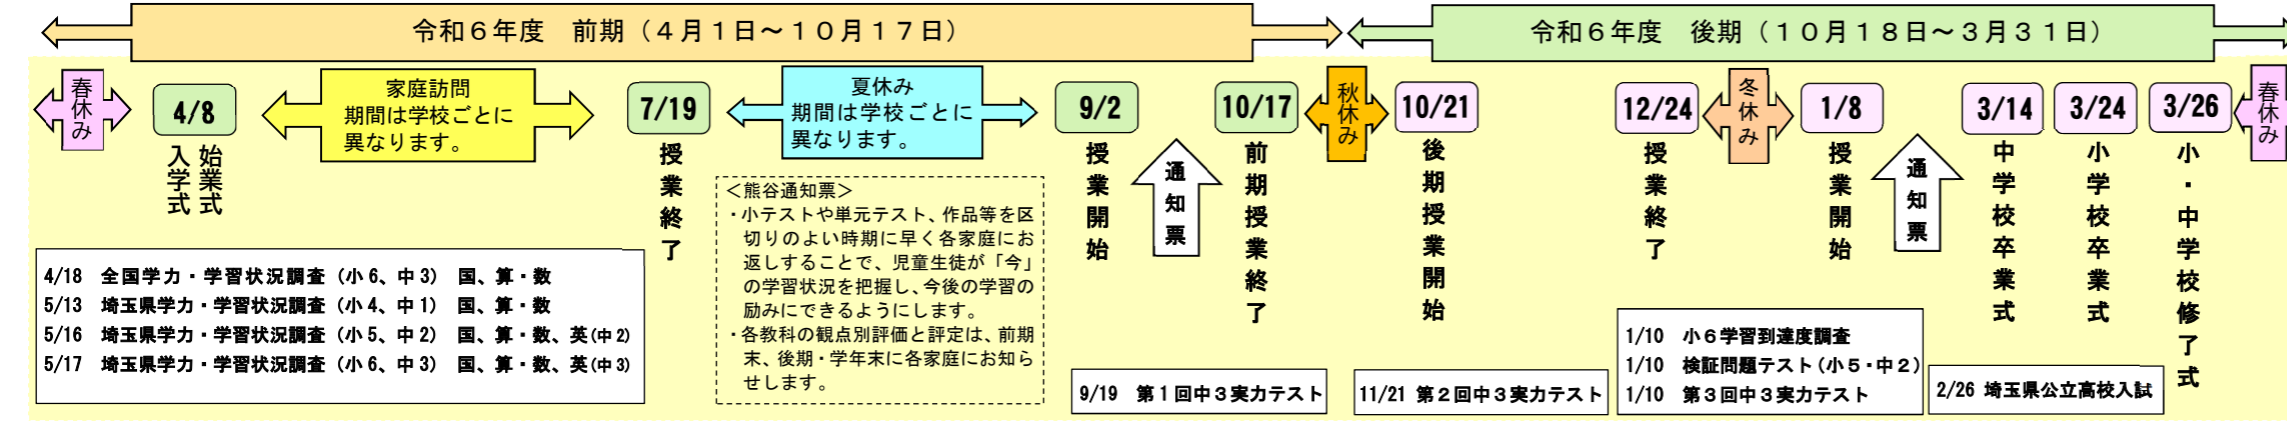 令和６年度　前期（４月１日～１０月１７日）
令和６年度　後期（１０月１８日～３月３１日）
春休み
4/8
始業式
入学式
家庭訪問
期間は学校ごとに
異なります。
7/19
授業終了
夏休み
期間は学校ごとに
異なります。
9/2
授業開始
通知票
10/17
前期授業終了
秋休み
10/21
後期授業開始
12/24
授業終了
冬休み
1/8
授業開始
通知票
3/14
中学校卒業式
3/24
小学校卒業式
3/26
小・中学校修了式
春休み
4/18　全国学力・学習状況調査（小６、中３）　国、算・数
5/13　埼玉県学力・学習状況調査（小４、中１）　国、算・数
5/16　埼玉県学力・学習状況調査（小５、中２）　国、算・数、英(中２)
5/17　埼玉県学力・学習状況調査（小６、中３）　国、算・数、英(中３)
＜熊谷通知票＞
・小テストや単元テスト、作品等を区
切りのよい時期に早く各家庭にお
返しすることで、児童生徒が「今」
の学習状況を把握し、今後の学習の
励みにできるようにします。
・各教科の観点別評価と評定は、前期
末、後期・学年末に各家庭にお知ら
せします。
9/19　第１回中３実力テスト
11/21 第２回中３実力テスト
1/10　小６学習到達度調査
1/10　検証問題テスト(小５・中２)
1/10　第３回中３実力テスト
2/26 埼玉県公立高校入試